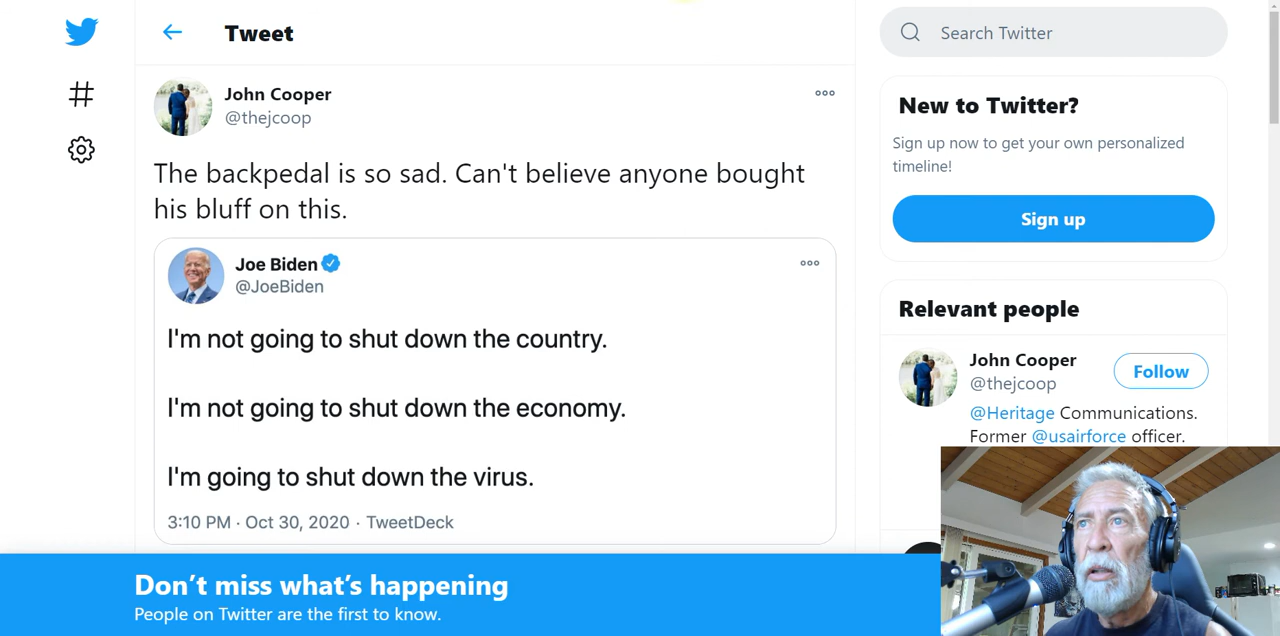 Tweet
John Cooper
@thejcoop
The backpedal is so sad. Can't believe anyone bought
his bluff on this.
Joe Biden
@JoeBiden
I'm not going to shut down the country.
I'm not going to shut down the economy.
I'm going to shut down the virus.
3:10 PM · Oct 30, 2020 · TweetDeck
Search Twitter
New to Twitter?
Sign up now to get your own personalized
timeline!
Sign up
Relevant people
John Cooper
@thejcoop
Follow
@Heritage Communications.
Former @usairforce officer.
Don’t miss what’s happening
People on Twitter are the first to know.